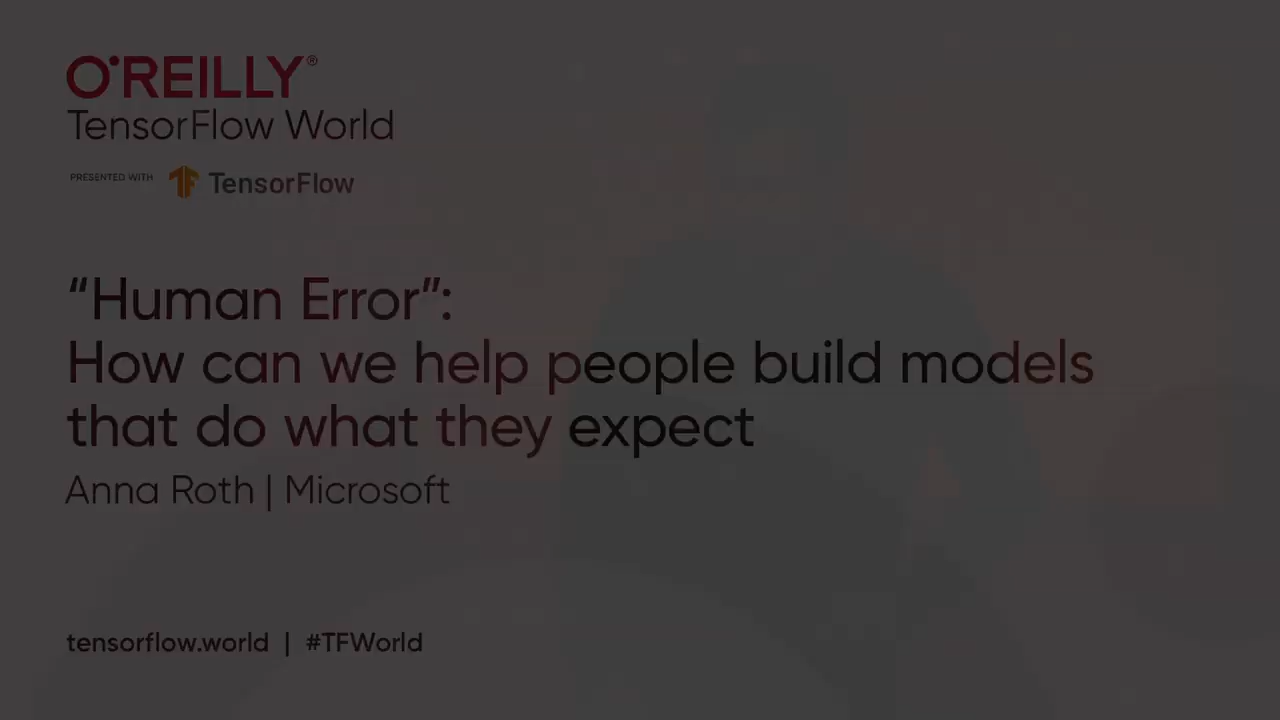 O'REILLY®
TensorFlow World
PRESENTED WITH TensorFlow
“Human Error”:
How can we help people build models
that do what they expect
Anna Roth | Microsoft
tensorflow.world | #TFWorld